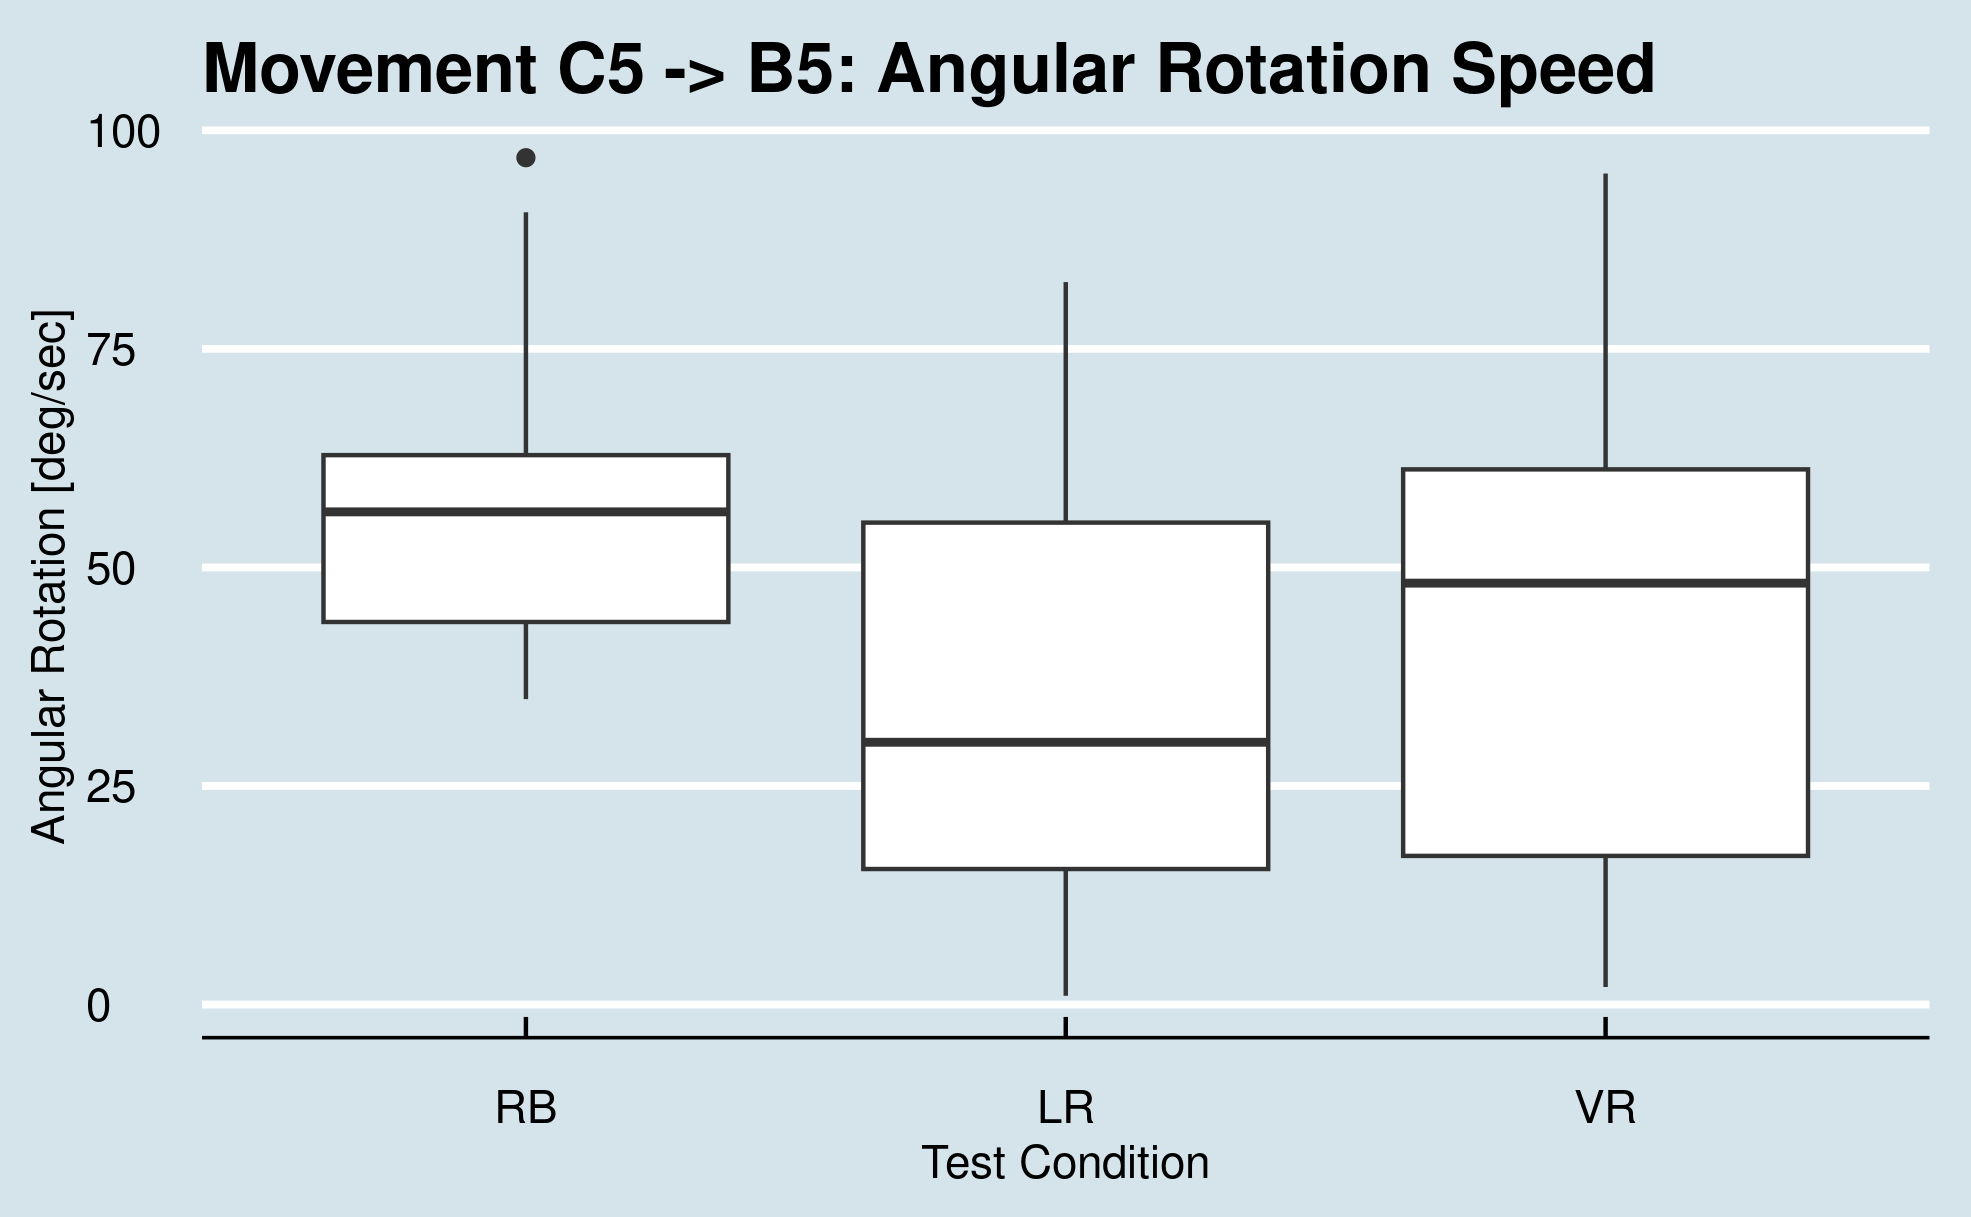 Movement C5 -> B5: Angular Rotation Speed
100
75
50
25
0
Angular Rotation [deg/sec]
RB LR VR
Test Condition